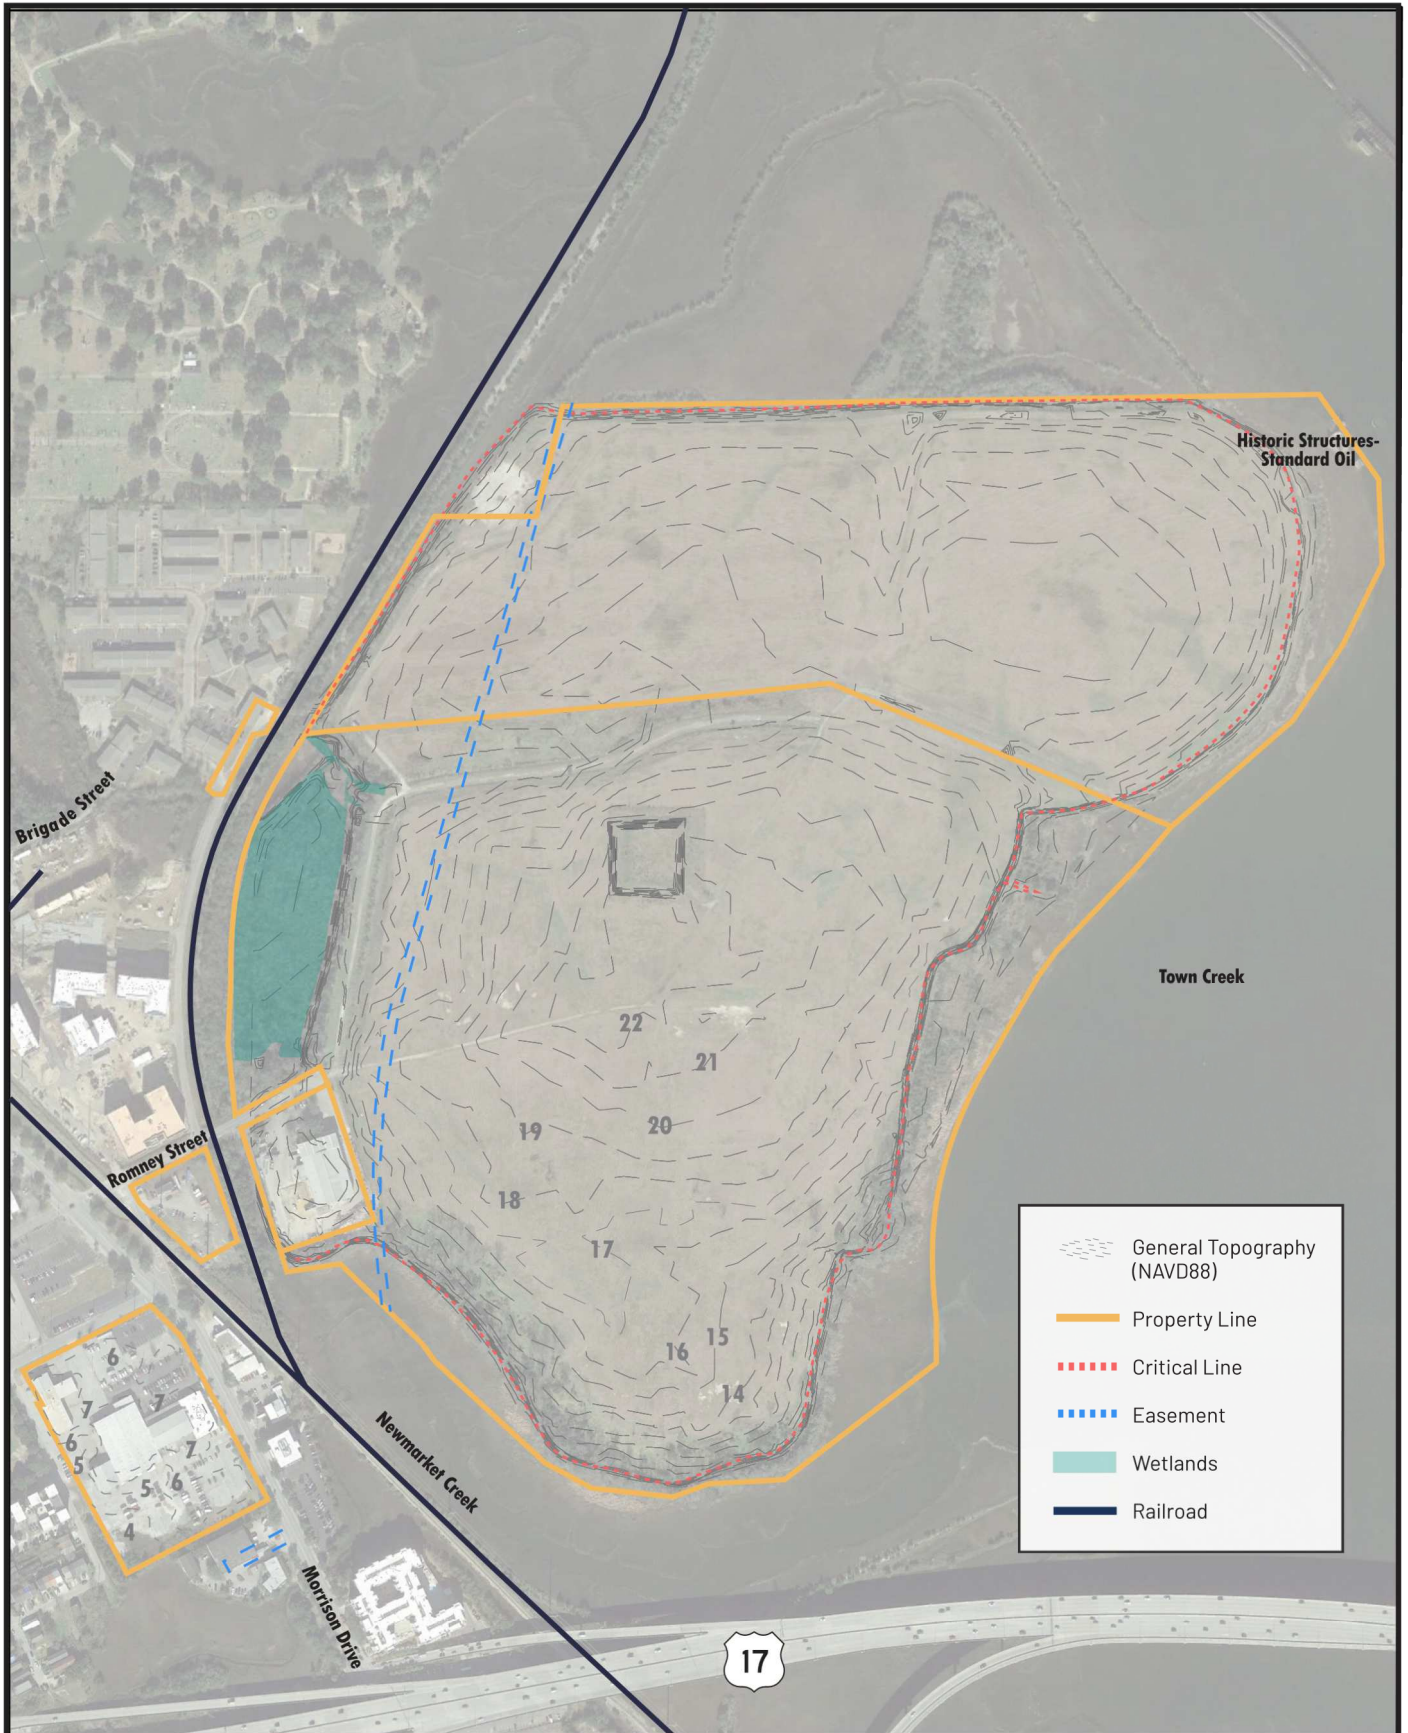 Historic Structures-
Standard Oil
Brigade Street
Town Creek
22
21
20
19
Romney Street
18
17
15
16
14
6
7
7
6
7
5
6
5
4
Newmarket Creek
Morrison Drive
17
General Topography
(NAVD88)
Property Line
Critical Line
Easement
Wetlands
Railroad